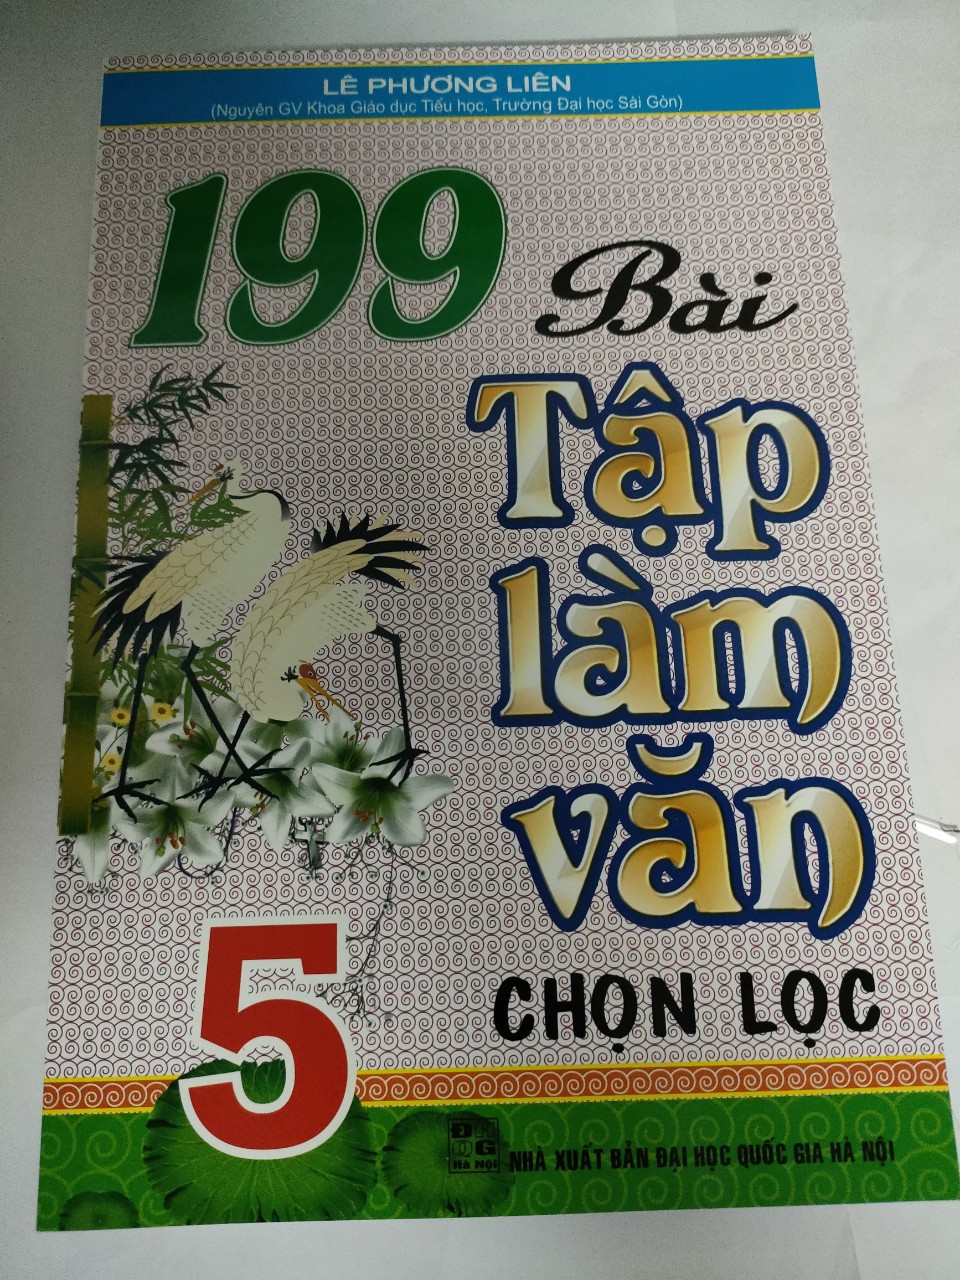 LÊ PHƯƠNG LIÊN
(Nguyên GV Khoa Giáo dục Tiểu học, Trường Đại học Sài Gòn)
199 Bài
Tập
làm
văn
CHỌN LỌC
5
ĐH
QG
HÀ NỘI
NHÀ XUẤT BẢN ĐẠI HỌC QUỐC GIA HÀ NỘI